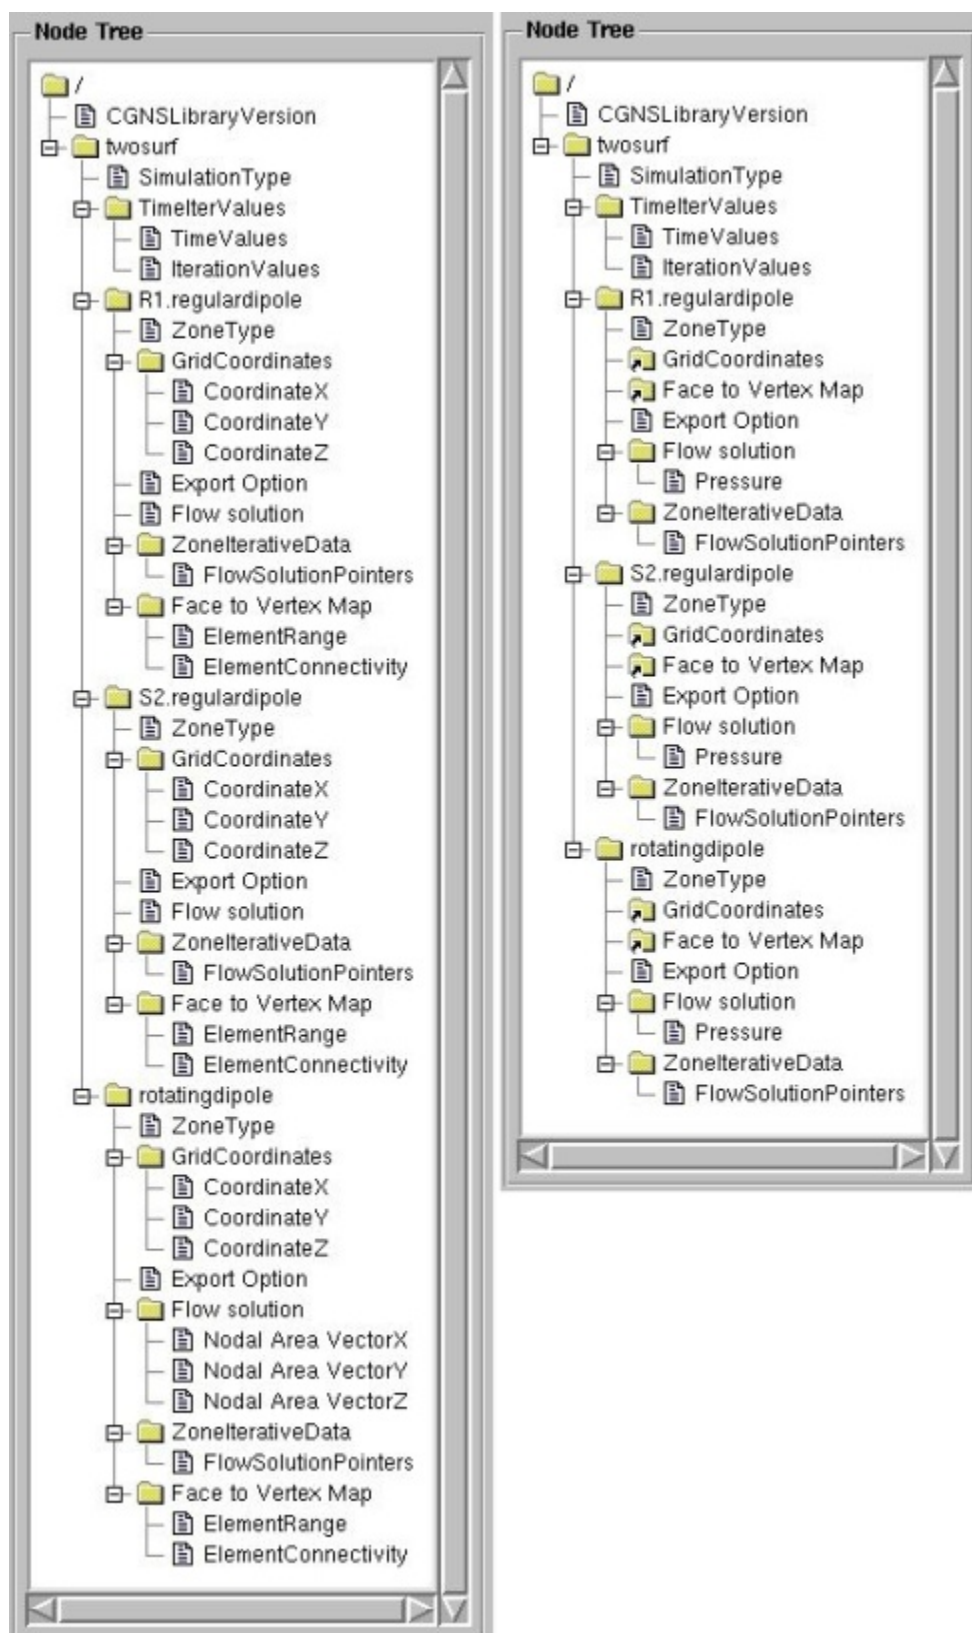 Node Tree
/
CGNSLibraryVersion
twosurf
SimulationType
TimeIterValues
TimeValues
IterationValues
R1.regulardipole
ZoneType
GridCoordinates
CoordinateX
CoordinateY
CoordinateZ
Export Option
Flow solution
ZoneIterativeData
FlowSolutionPointers
Face to Vertex Map
ElementRange
ElementConnectivity
S2.regulardipole
ZoneType
GridCoordinates
CoordinateX
CoordinateY
CoordinateZ
Export Option
Flow solution
ZoneIterativeData
FlowSolutionPointers
Face to Vertex Map
ElementRange
ElementConnectivity
rotatingdipole
ZoneType
GridCoordinates
CoordinateX
CoordinateY
CoordinateZ
Export Option
Flow solution
Nodal Area VectorX
Nodal Area VectorY
Nodal Area VectorZ
ZoneIterativeData
FlowSolutionPointers
Face to Vertex Map
ElementRange
ElementConnectivity
Node Tree
/
CGNSLibraryVersion
twosurf
SimulationType
TimeIterValues
TimeValues
IterationValues
R1.regulardipole
ZoneType
GridCoordinates
Face to Vertex Map
Export Option
Flow solution
Pressure
ZoneIterativeData
FlowSolutionPointers
S2.regulardipole
ZoneType
GridCoordinates
Face to Vertex Map
Export Option
Flow solution
Pressure
ZoneIterativeData
FlowSolutionPointers
rotatingdipole
ZoneType
GridCoordinates
Face to Vertex Map
Export Option
Flow solution
Pressure
ZoneIterativeData
FlowSolutionPointers